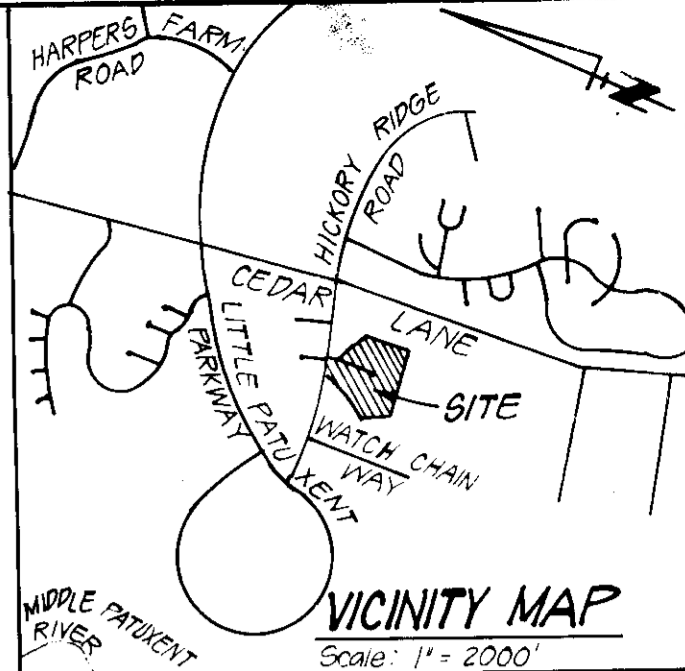 HARPERS FARM
ROAD
HICKORY RIDGE
ROAD
N
CEDAR LANE
LITTLE PATUXENT
PARKWAY
SITE
WATCH CHAIN
WAY
MIDDLE PATUXENT
RIVER
VICINITY MAP
Scale: 1" = 2000'